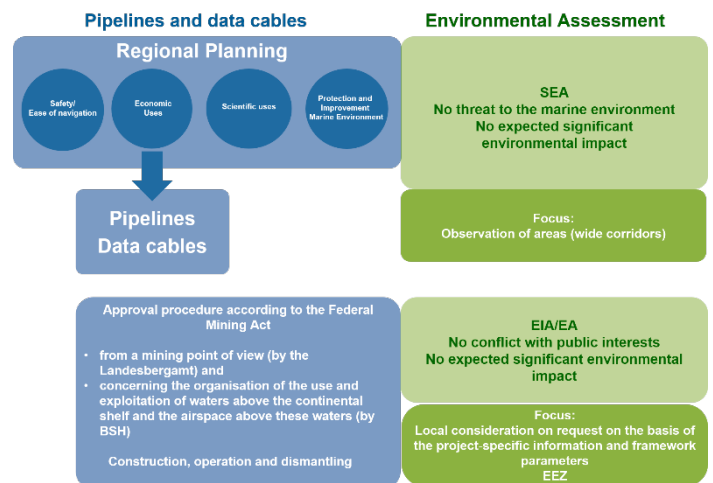 Pipelines and data cables
Environmental Assessment
Regional Planning
Safety/
Ease of navigation
Economic
Uses
Scientific uses
Protection and
Improvement
Marine Environment
SEA
No threat to the marine environment
No expected significant
environmental impact
Pipelines
Data cables
Focus:
Observation of areas (wide corridors)
Approval procedure according to the Federal
Mining Act
• from a mining point of view (by the
Landesbergamt) and
• concerning the organisation of the use and
exploitation of waters above the continental
shelf and the airspace above these waters (by
BSH)
Construction, operation and dismantling
EIA/EA
No conflict with public interests
No expected significant environmental
impact
Focus:
Local consideration on request on the basis of
the project-specific information and framework
parameters
EEZ